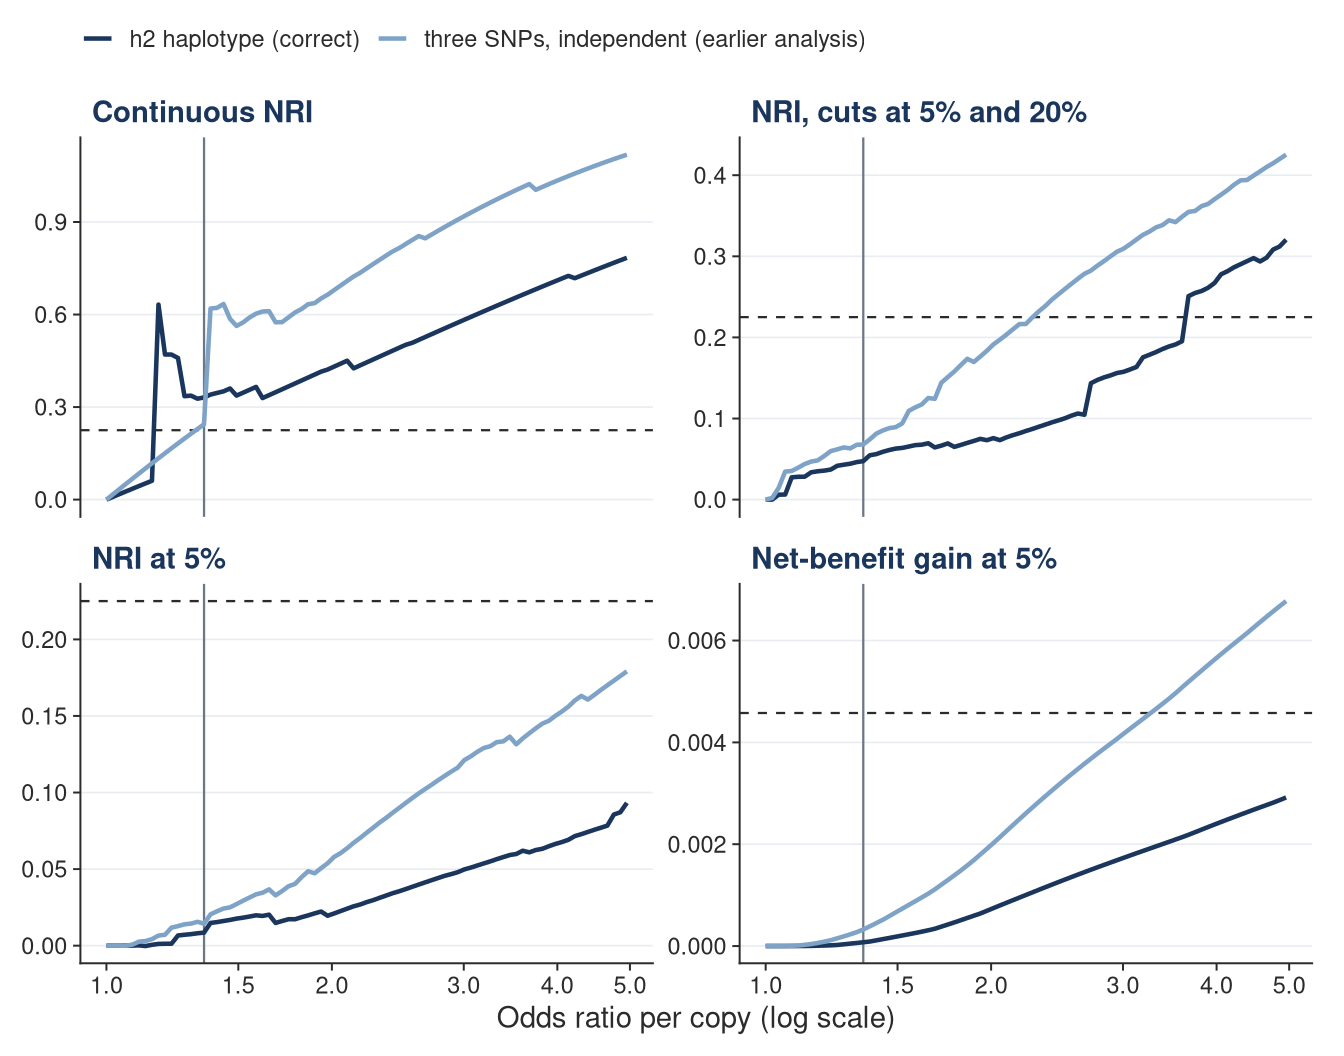 h2 haplotype (correct) three SNPs, independent (earlier analysis)
Continuous NRI
0.9
0.6
0.3
0.0
NRI, cuts at 5% and 20%
0.4
0.3
0.2
0.1
0.0
NRI at 5%
0.20
0.15
0.10
0.05
0.00
1.0 1.5 2.0 3.0 4.0 5.0
Net-benefit gain at 5%
0.006
0.004
0.002
0.000
1.0 1.5 2.0 3.0 4.0 5.0
Odds ratio per copy (log scale)